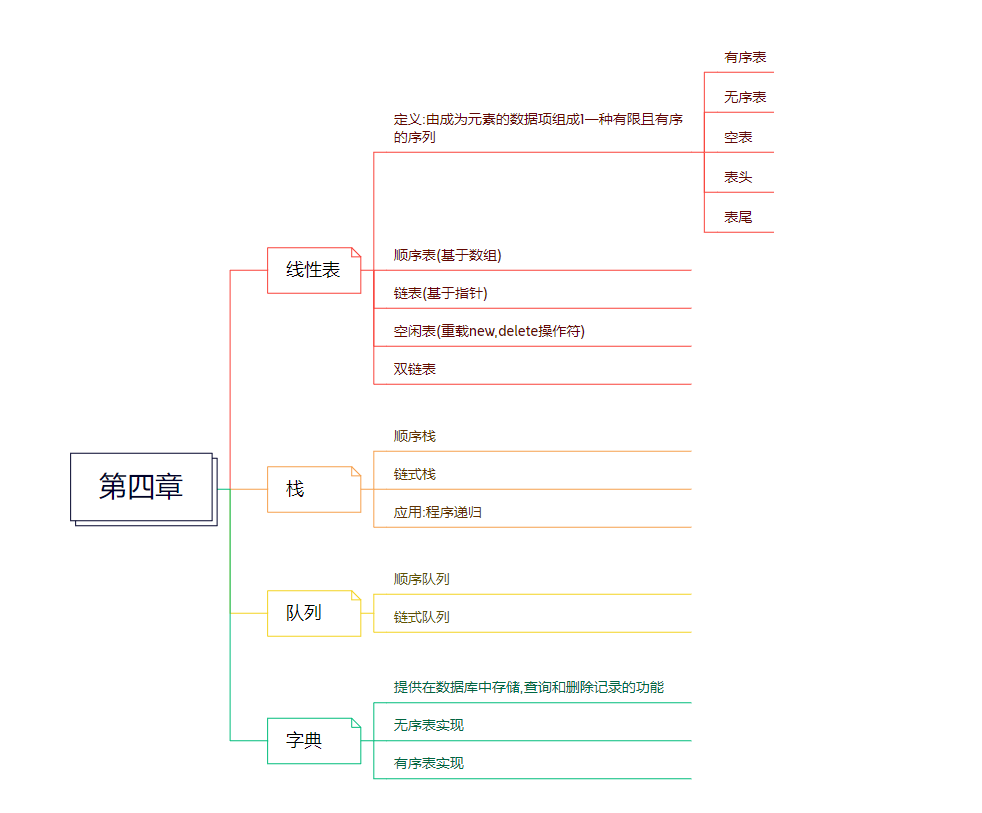 第四章
线性表
定义:由成为元素的数据项组成1一种有限且有序
的序列
有序表
无序表
空表
表头
表尾
顺序表(基于数组)
链表(基于指针)
空闲表(重载new,delete操作符)
双链表
栈
顺序栈
链式栈
应用:程序递归
队列
顺序队列
链式队列
字典
提供在数据库中存储,查询和删除记录的功能
无序表实现
有序表实现